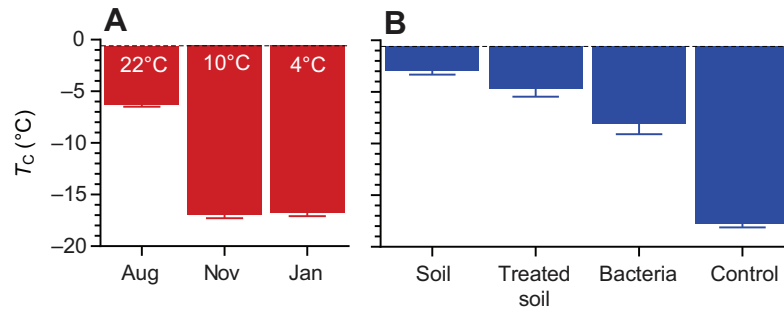 A
B
0
–5
–10
–15
–20
Tc (°C)
22°C 10°C 4°C
Aug Nov Jan
Soil Treated soil Bacteria Control